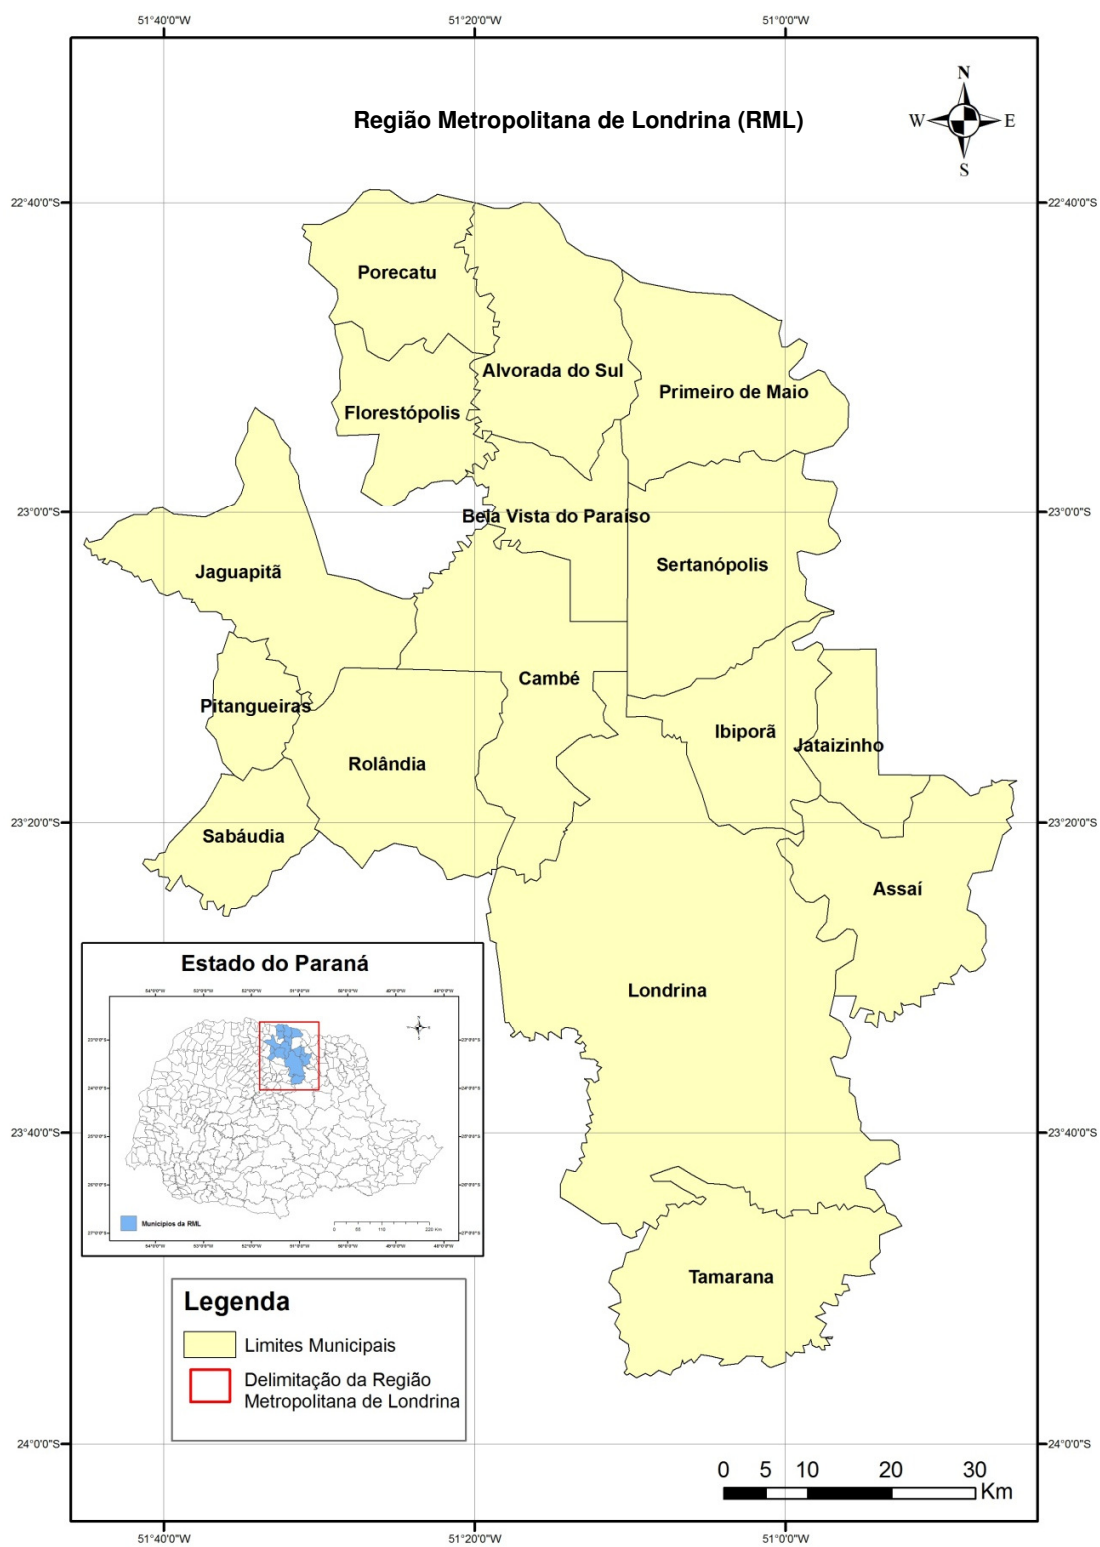 51°40'0"W 51°20'0"W 51°0'0"W
Região Metropolitana de Londrina (RML)
N
W E
S
22°40'0"S 22°40'0"S
Porecatu
Alvorada do Sul
Primeiro de Maio
Florestópolis
23°0'0"S 23°0'0"S
Bela Vista do Paraíso
Sertanópolis
Jaguapitã
Cambé
Pitangueiras
Ibiporã
Jataizinho
Rolândia
23°20'0"S 23°20'0"S
Sabáudia
Assaí
Londrina
Estado do Paraná
Municípios da RML
23°40'0"S 23°40'0"S
Tamarana
Legenda
Limites Municipais
Delimitação da Região
Metropolitana de Londrina
24°0'0"S 24°0'0"S
0 5 10 20 30
Km
51°40'0"W 51°20'0"W 51°0'0"W